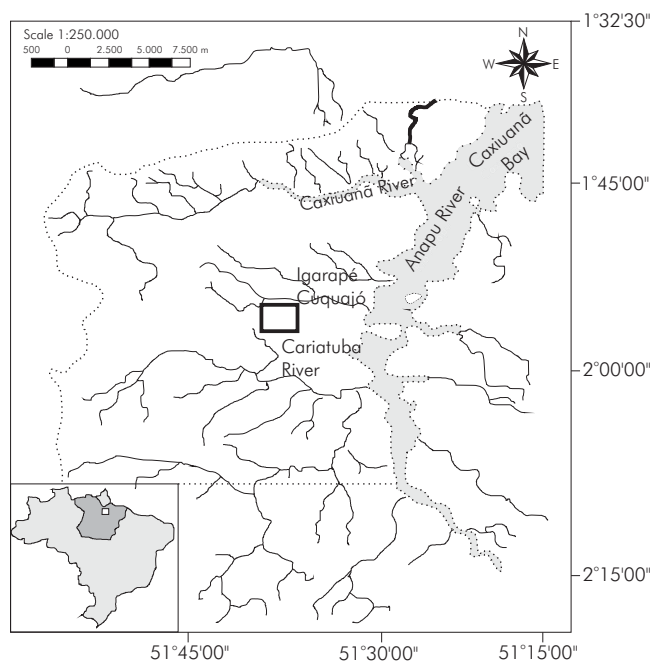 Scale 1:250.000
500 0 2.500 5.000 7.500 m
N
W E
S
1°32'30"
Caxiuanã
Bay
1°45'00"
Caxiuanã River
Anapu River
Igarapé
Cuquajó
Cariatuba
River
2°00'00"
2°15'00"
51°45'00" 51°30'00" 51°15'00"